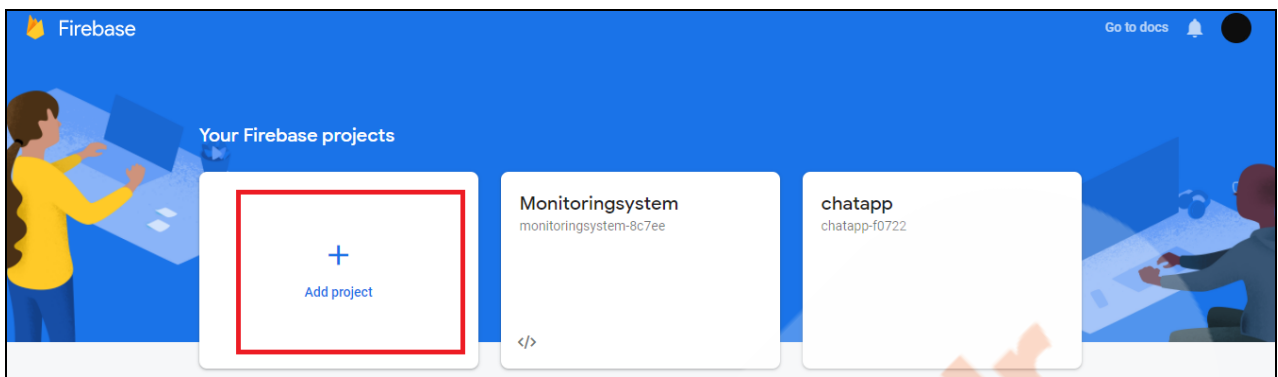 Firebase
Go to docs
Your Firebase projects
+
Add project
Monitoringsystem
monitoringsystem-8c7ee
</>
chatapp
chatapp-f0722